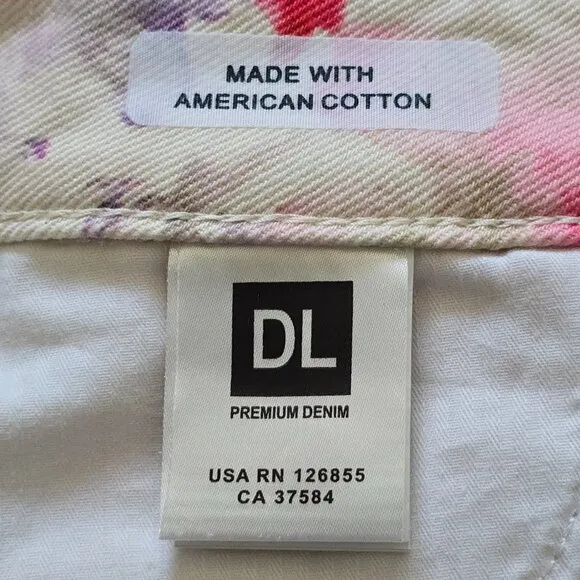 MADE WITH
AMERICAN COTTON
DL
PREMIUM DENIM
USA RN 126855
CA 37584